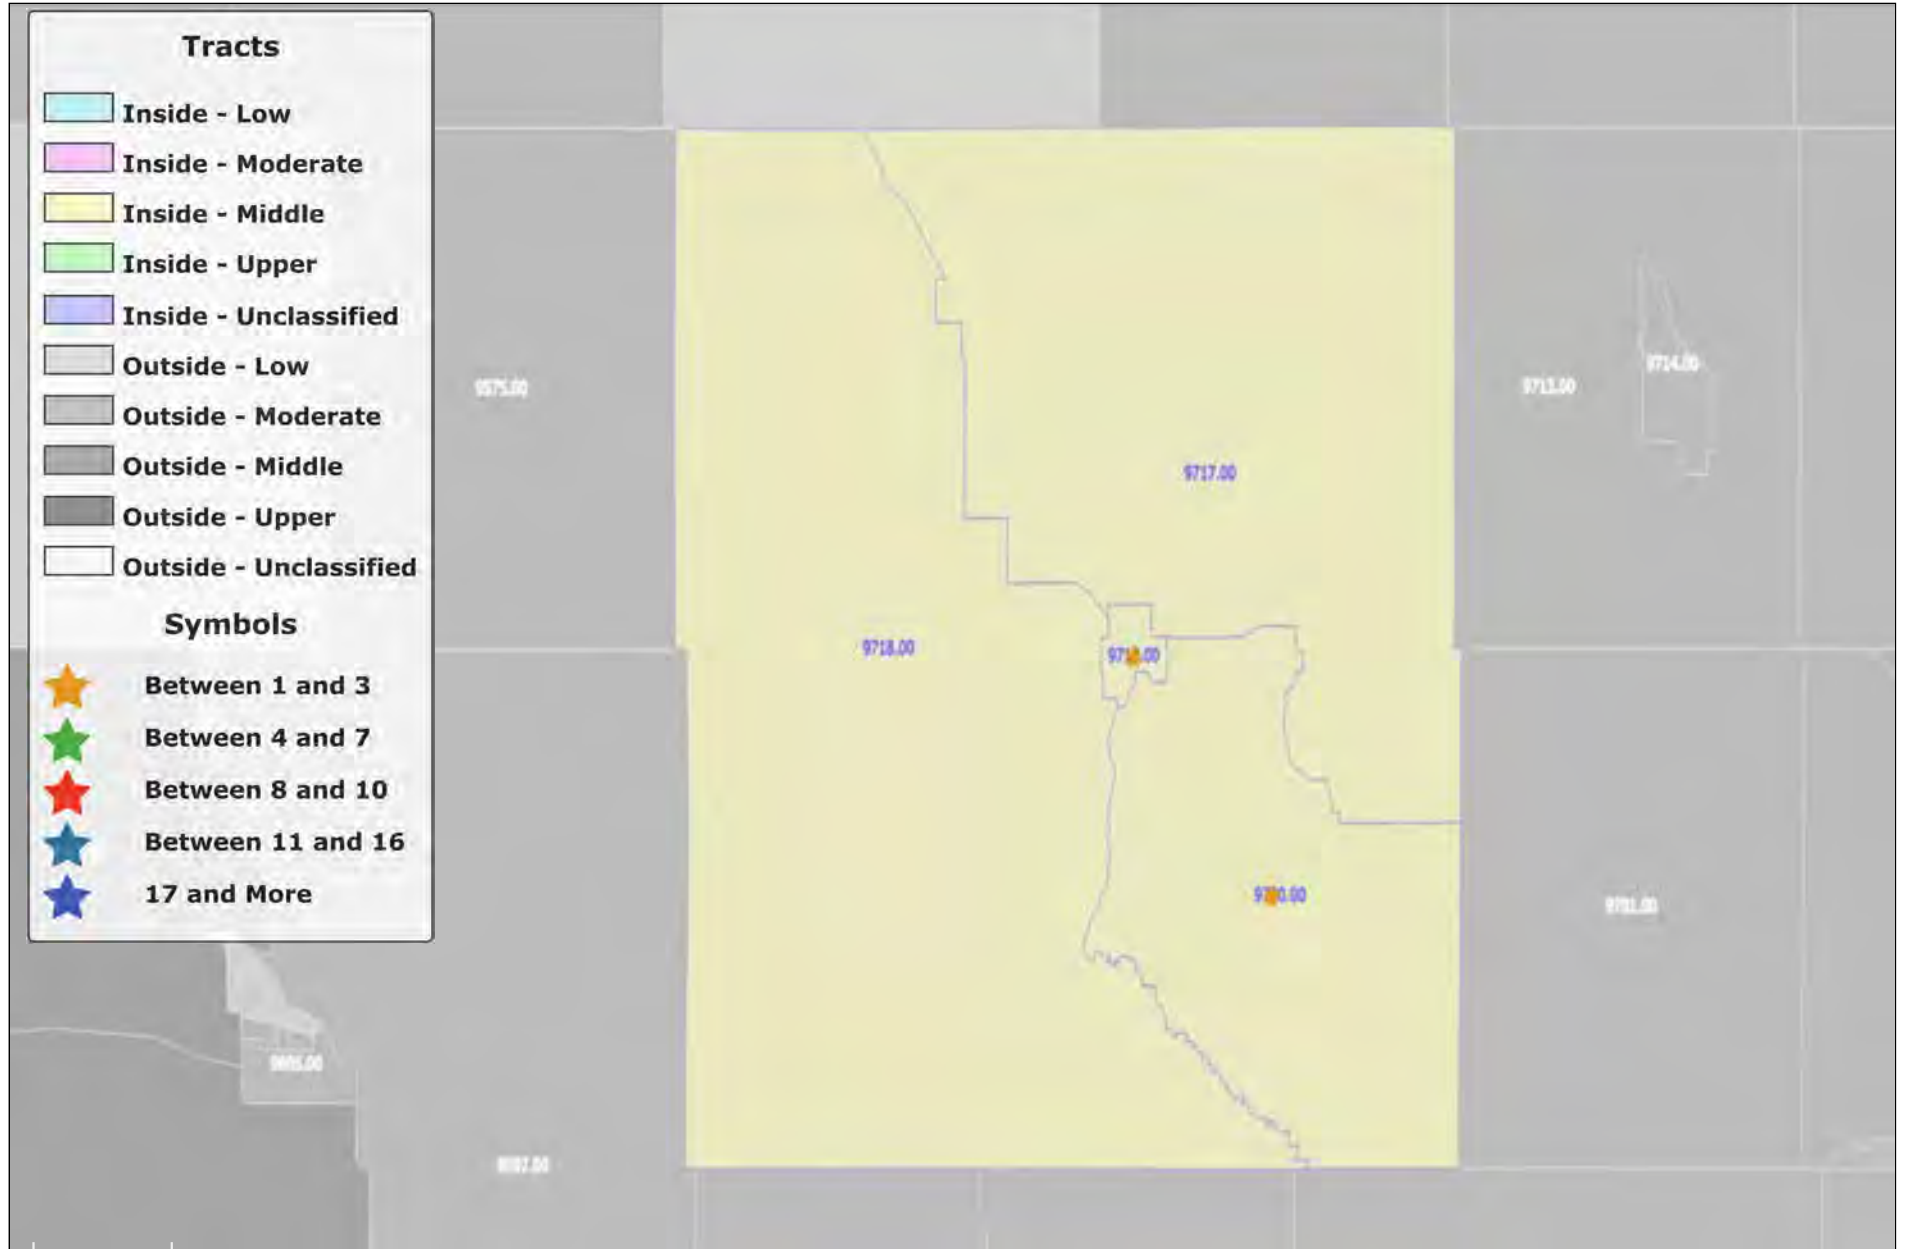 Tracts
Inside - Low
Inside - Moderate
Inside - Middle
Inside - Upper
Inside - Unclassified
Outside - Low
Outside - Moderate
Outside - Middle
Outside - Upper
Outside - Unclassified
Symbols
Between 1 and 3
Between 4 and 7
Between 8 and 10
Between 11 and 16
17 and More
9575.00
9713.00
9714.00
9717.00
9718.00